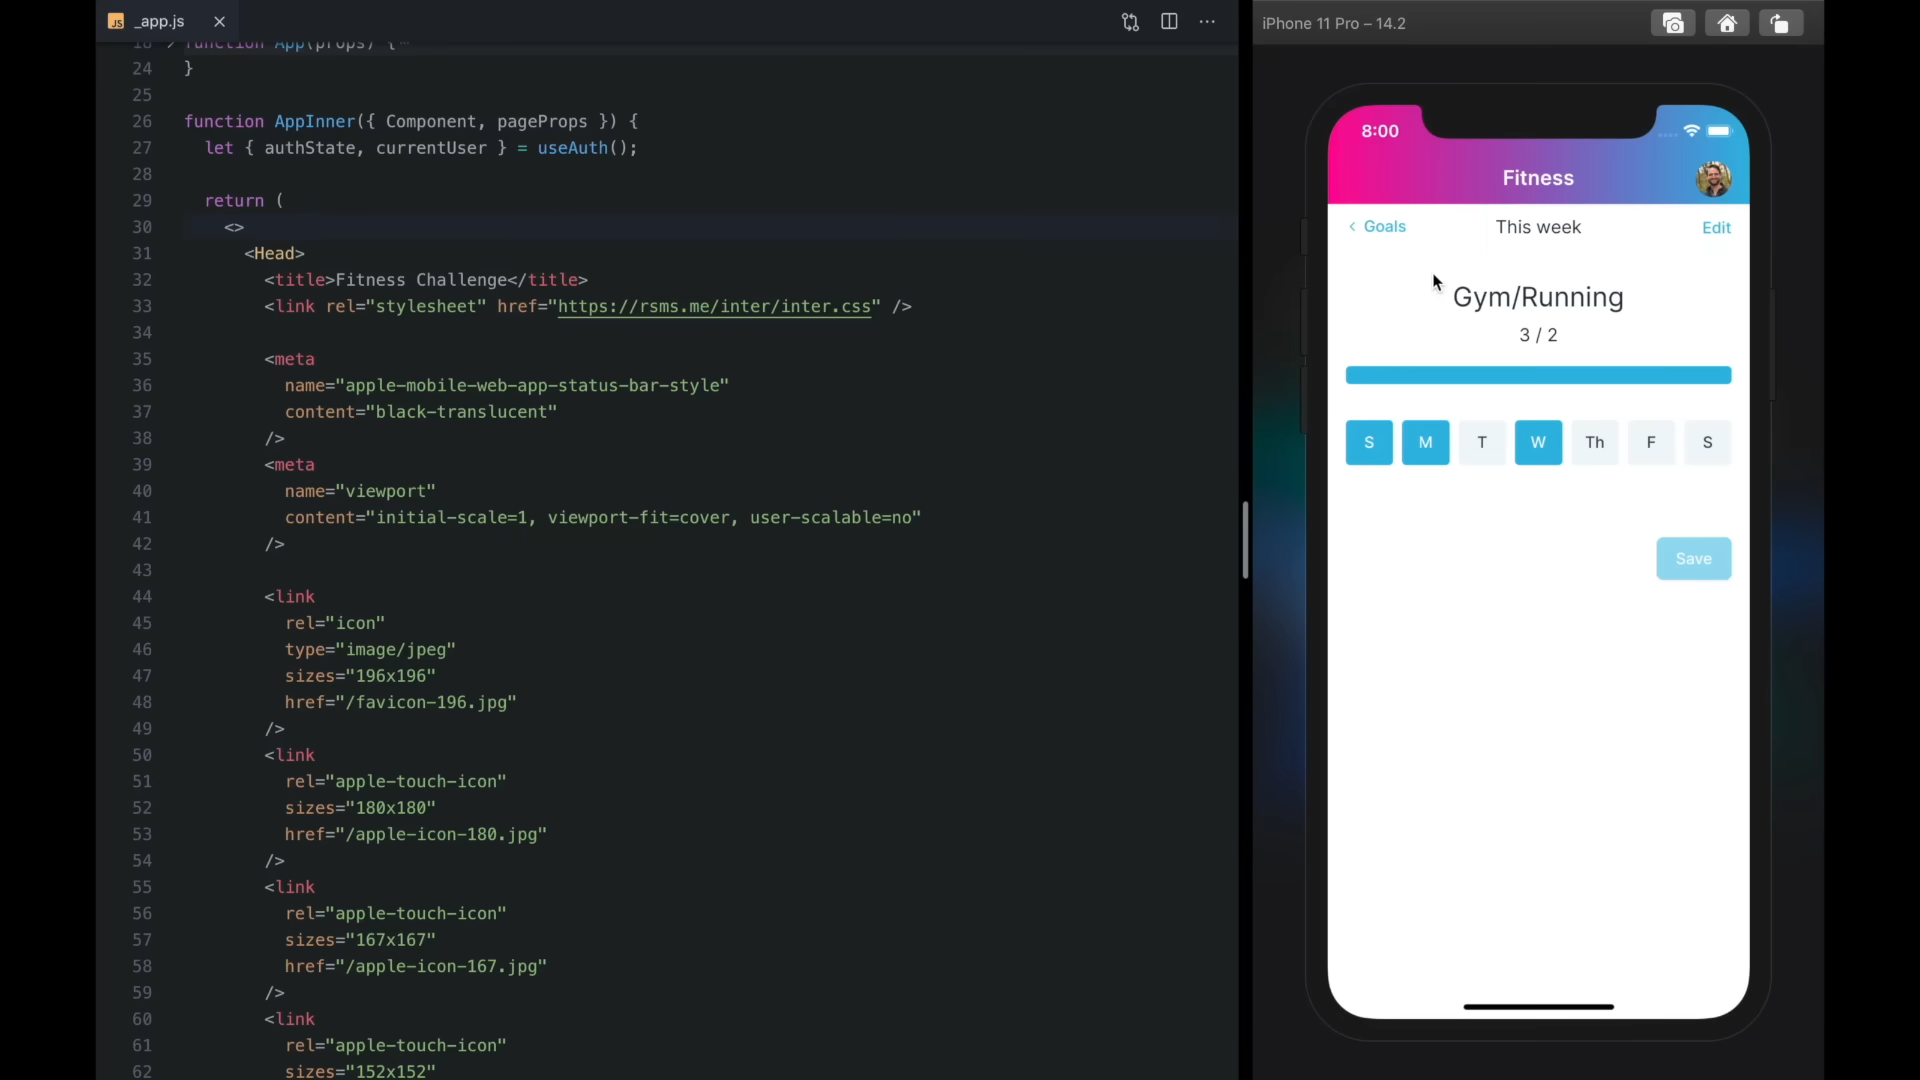 _app.js
18 function App(props) {
24 }
25
26 function AppInner({ Component, pageProps }) {
27 let { authState, currentUser } = useAuth();
28
29 return (
30 <>
31 <Head>
32 <title>Fitness Challenge</title>
33 <link rel="stylesheet" href="https://rsms.me/inter/inter.css" />
34
35 <meta
36 name="apple-mobile-web-app-status-bar-style"
37 content="black-translucent"
38 />
39 <meta
40 name="viewport"
41 content="initial-scale=1, viewport-fit=cover, user-scalable=no"
42 />
43
44 <link
45 rel="icon"
46 type="image/jpeg"
47 sizes="196x196"
48 href="/favicon-196.jpg"
49 />
50 <link
51 rel="apple-touch-icon"
52 sizes="180x180"
53 href="/apple-icon-180.jpg"
54 />
55 <link
56 rel="apple-touch-icon"
57 sizes="167x167"
58 href="/apple-icon-167.jpg"
59 />
60 <link
61 rel="apple-touch-icon"
62 sizes="152x152"
iPhone 11 Pro – 14.2
8:00
Fitness
< Goals This week Edit
Gym/Running
3 / 2
S M T W Th F S
Save